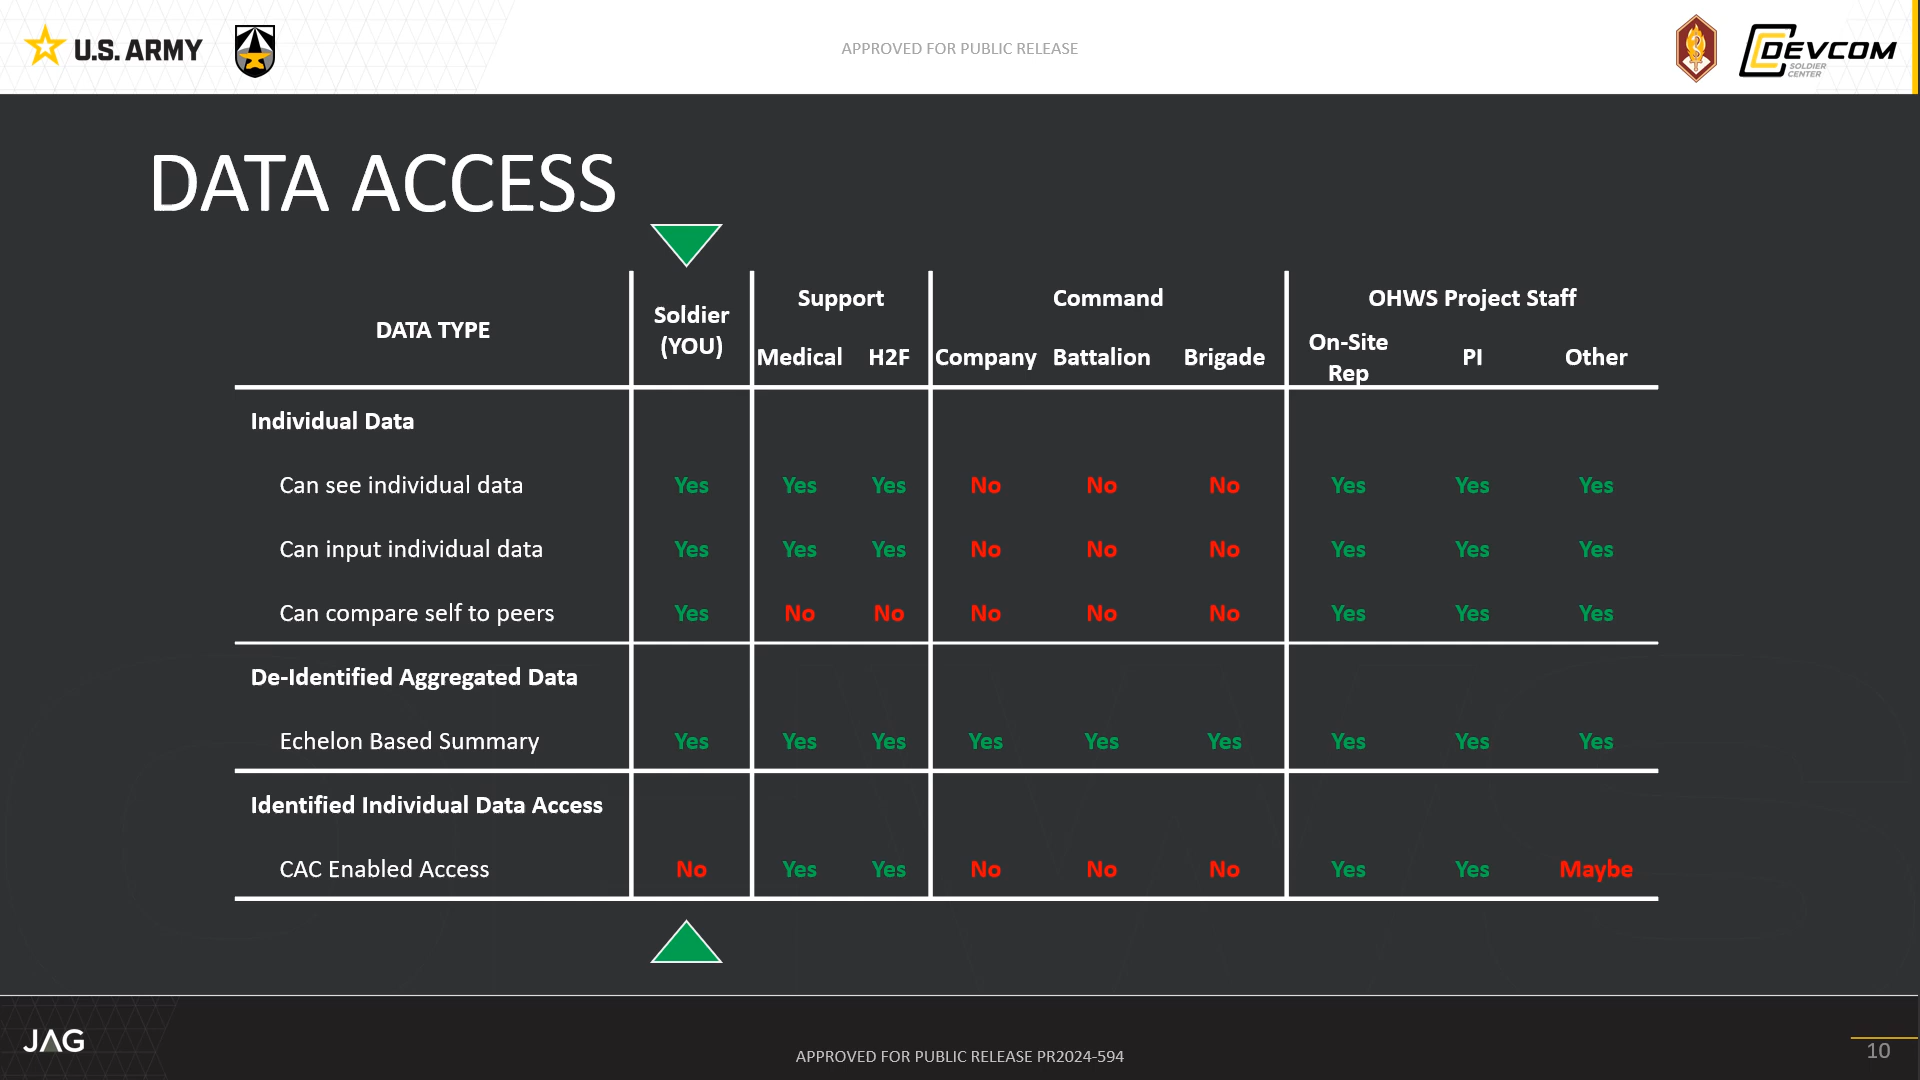 U.S. ARMY
APPROVED FOR PUBLIC RELEASE
DEVCOM
SOLDIER
CENTER
DATA ACCESS
DATA TYPE
Soldier
(YOU)
Support
Command
OHWS Project Staff
Medical H2F Company Battalion Brigade On-Site Rep PI Other
Individual Data
Can see individual data Yes Yes Yes No No No Yes Yes Yes
Can input individual data Yes Yes Yes No No No Yes Yes Yes
Can compare self to peers Yes No No No No No Yes Yes Yes
De-Identified Aggregated Data
Echelon Based Summary Yes Yes Yes Yes Yes Yes Yes Yes Yes
Identified Individual Data Access
CAC Enabled Access No Yes Yes No No No Yes Yes Maybe
JAG
APPROVED FOR PUBLIC RELEASE PR2024-594
10